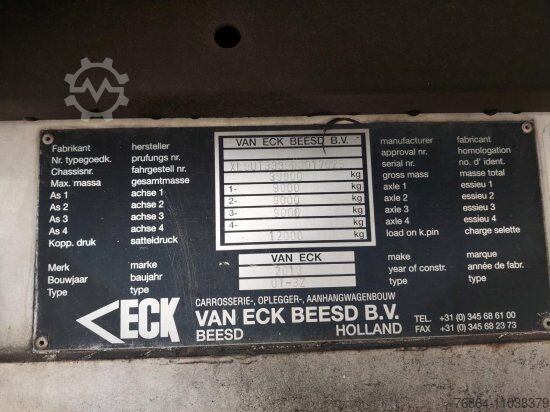 Fabrikant hersteller VAN ECK BEESD B.V. manufacturer fabricant
Nr. typegoedk. prufungs nr. approval nr. homologation
Chassisnr. fahrgestell nr. serial nr. no. d' ident.
Max. massa gesamtmasse 39000 kg gross mass masse total
As 1 achse 1 1- 9000 kg axle 1 essieu 1
As 2 achse 2 2- 9000 kg axle 2 essieu 2
As 3 achse 3 3- 9000 kg axle 3 essieu 3
As 4 achse 4 4- kg axle 4 essieu 4
Kopp. druk satteldruck 12000 kg load on k.pin charge selette
Merk marke VAN ECK make marque
Bouwjaar baujahr 2013 year of constr. année de fabr.
Type type UT-3Z type type
ECK
CARROSSERIE-, OPLEGGER-, AANHANGWAGENBOUW
VAN ECK BEESD B.V. TEL. +31 (0) 345 68 61 00
BEESD HOLLAND FAX +31 (0) 345 68 23 73